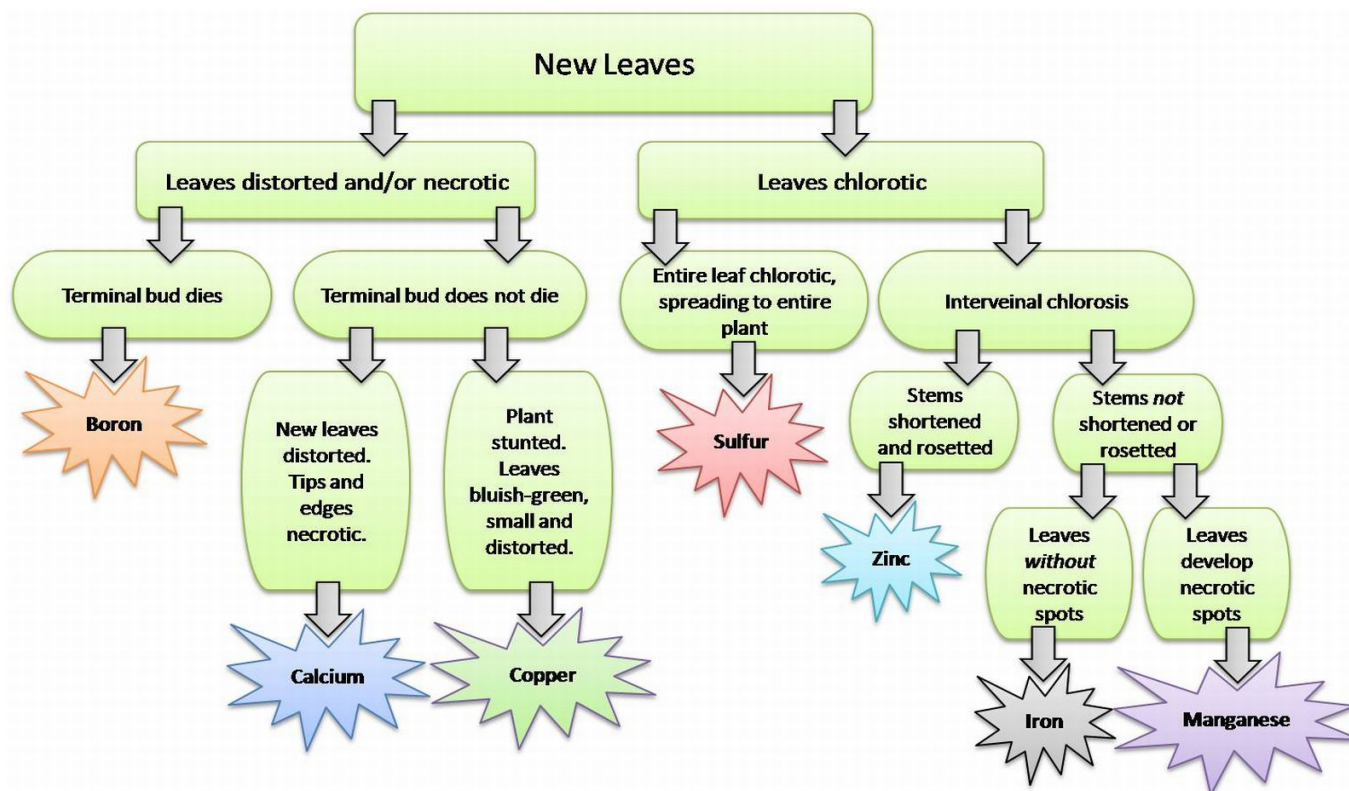 New Leaves
Leaves distorted and/or necrotic
Leaves chlorotic
Terminal bud dies
Terminal bud does not die
Entire leaf chlorotic,
spreading to entire
plant
Interveinal chlorosis
Boron
New leaves
distorted.
Tips and
edges
necrotic.
Plant
stunted.
Leaves
bluish-green,
small and
distorted.
Sulfur
Stems
shortened
and rosetted
Stems not
shortened or
rosetted
Zinc
Leaves
without
necrotic
spots
Leaves
develop
necrotic
spots
Calcium
Copper
Iron
Manganese